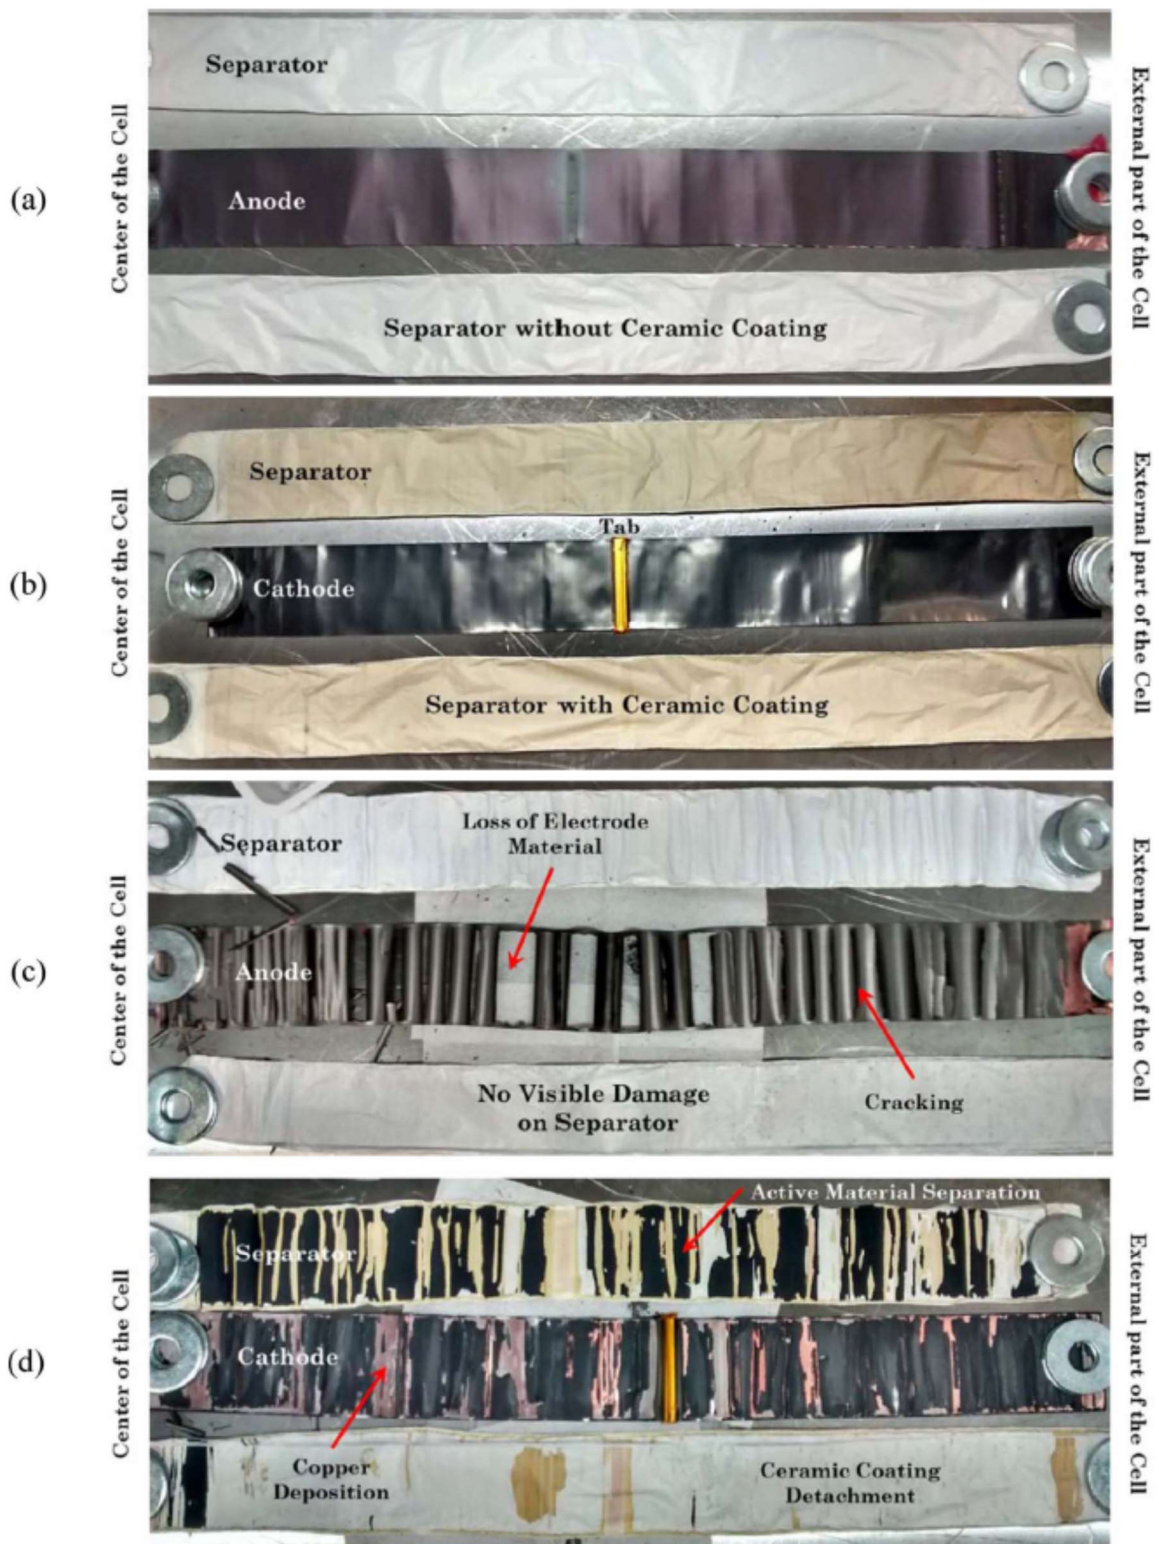 (a)
Center of the Cell
Separator
Anode
Separator without Ceramic Coating
External part of the Cell
(b)
Center of the Cell
Separator
Tab
Cathode
Separator with Ceramic Coating
External part of the Cell
(c)
Center of the Cell
Separator
Loss of Electrode
Material
Anode
No Visible Damage
on Separator
Cracking
External part of the Cell
(d)
Center of the Cell
Active Material Separation
Separator
Cathode
Copper
Deposition
Ceramic Coating
Detachment
External part of the Cell